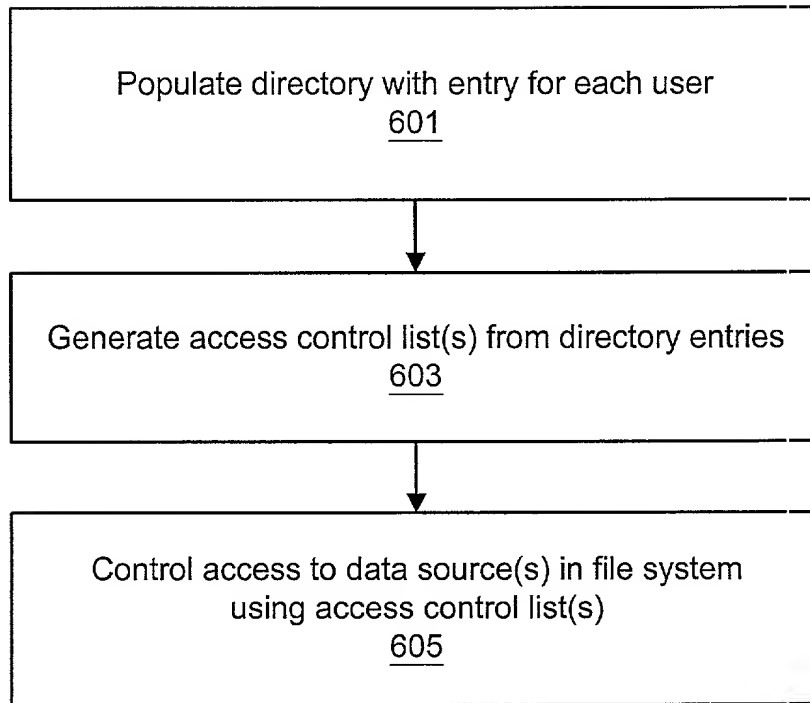 Populate directory with entry for each user
601
Generate access control list(s) from directory entries
603
Control access to data source(s) in file system
using access control list(s)
605